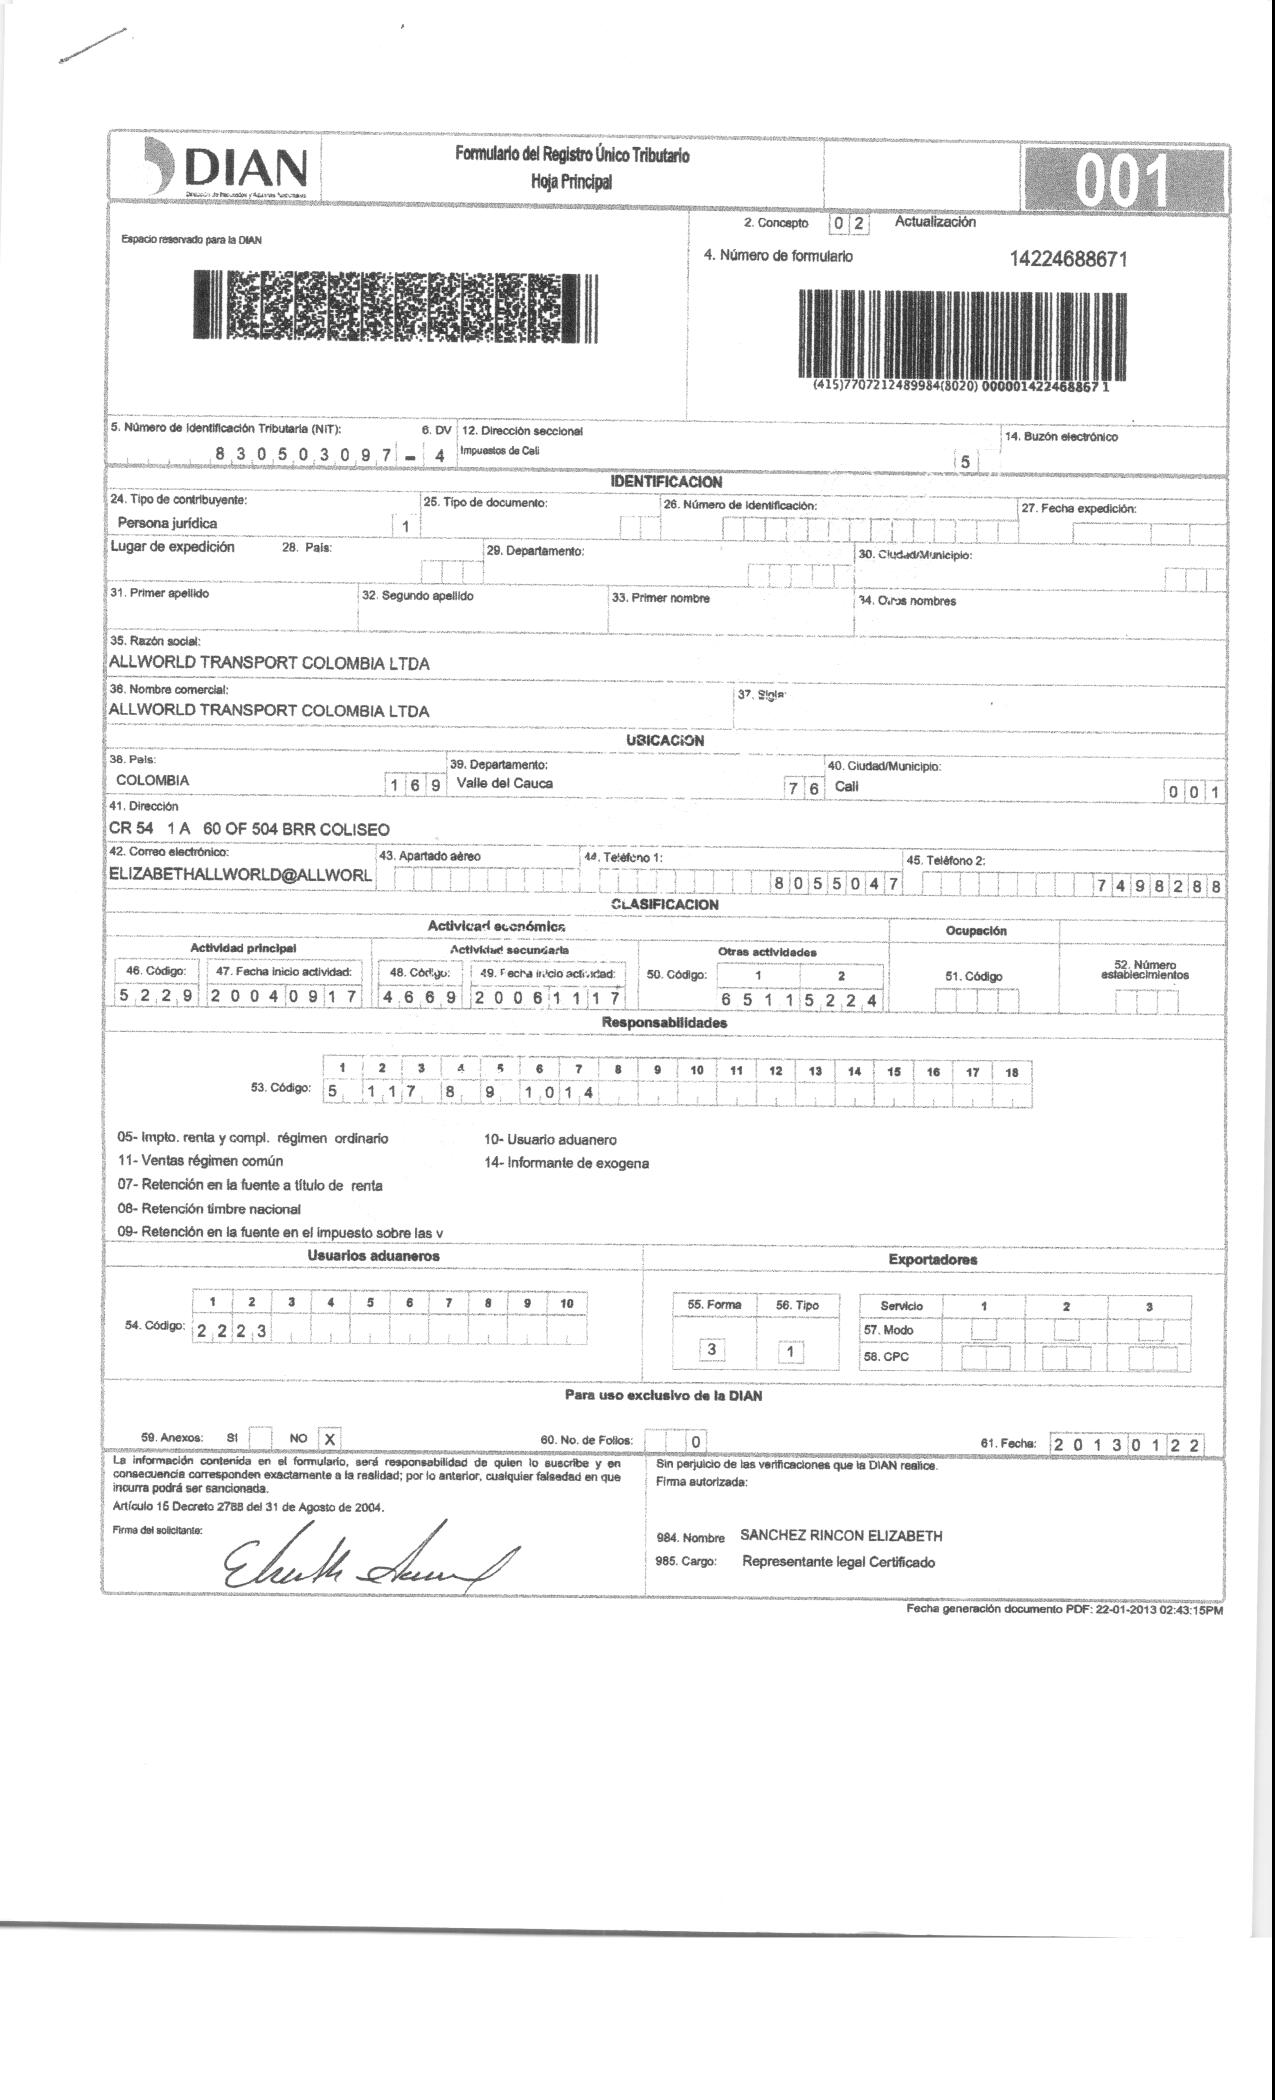 DIAN
Formulario del Registro Único Tributario
Hoja Principal
001
2. Concepto 0 2 Actualización
Espacio reservado para la DIAN
4. Número de formulario 14224688671
(415)7707212489984(8020) 000001422468867 1
5. Número de Identificación Tributaria (NIT): 6. DV 12. Dirección seccional 14. Buzón electrónico
8 3 0 5 0 3 0 9 7 - 4 Impuestos de Cali 5
IDENTIFICACION
24. Tipo de contribuyente: 25. Tipo de documento: 26. Número de Identificación: 27. Fecha expedición:
Persona jurídica 1
Lugar de expedición 28. País: 29. Departamento: 30. Ciudad/Municipio:
31. Primer apellido 32. Segundo apellido 33. Primer nombre 34. Otros nombres
35. Razón social:
ALLWORLD TRANSPORT COLOMBIA LTDA
36. Nombre comercial: 37. Sigla:
ALLWORLD TRANSPORT COLOMBIA LTDA
UBICACION
38. País: 39. Departamento: 40. Ciudad/Municipio:
COLOMBIA 1 6 9 Valle del Cauca 7 6 Cali 0 0 1
41. Dirección
CR 54 1 A 60 OF 504 BRR COLISEO
42. Correo electrónico: 43. Apartado aéreo 44. Teléfono 1: 45. Teléfono 2:
ELIZABETHALLWORLD@ALLWORL 8 0 5 5 0 4 7 7 4 9 8 2 8 8
CLASIFICACION
Actividad económica Ocupación
Actividad principal Actividad secundaria Otras actividades 52. Número establecimientos
46. Código: 47. Fecha inicio actividad: 48. Código: 49. Fecha inicio actividad: 50. Código: 1 2 51. Código
5 2 2 9 2 0 0 4 0 9 1 7 4 6 6 9 2 0 0 6 1 1 1 7 6 5 1 1 5 2 2 4
Responsabilidades
1 2 3 4 5 6 7 8 9 10 11 12 13 14 15 16 17 18
53. Código: 5 1 1 7 8 9 1 0 1 4
05- Impto. renta y compl. régimen ordinario 10- Usuario aduanero
11- Ventas régimen común 14- Informante de exogena
07- Retención en la fuente a título de renta
08- Retención timbre nacional
09- Retención en la fuente en el impuesto sobre las v
Usuarios aduaneros Exportadores
1 2 3 4 5 6 7 8 9 10 55. Forma 56. Tipo Servicio 1 2 3
54. Código: 2 2 2 3 57. Modo
3 1 58. CPC
Para uso exclusivo de la DIAN
59. Anexos: SI NO X 60. No. de Folios: 0 61. Fecha: 2 0 1 3 0 1 2 2
La información contenida en el formulario, será responsabilidad de quien lo suscribe y en
consecuencia corresponden exactamente a la realidad; por lo anterior, cualquier falsedad en que
incurra podrá ser sancionada.
Artículo 15 Decreto 2788 del 31 de Agosto de 2004.
Firma del solicitante:
Sin perjuicio de las verificaciones que la DIAN realice.
Firma autorizada:
984. Nombre SANCHEZ RINCON ELIZABETH
985. Cargo: Representante legal Certificado
Fecha generación documento PDF: 22-01-2013 02:43:15PM